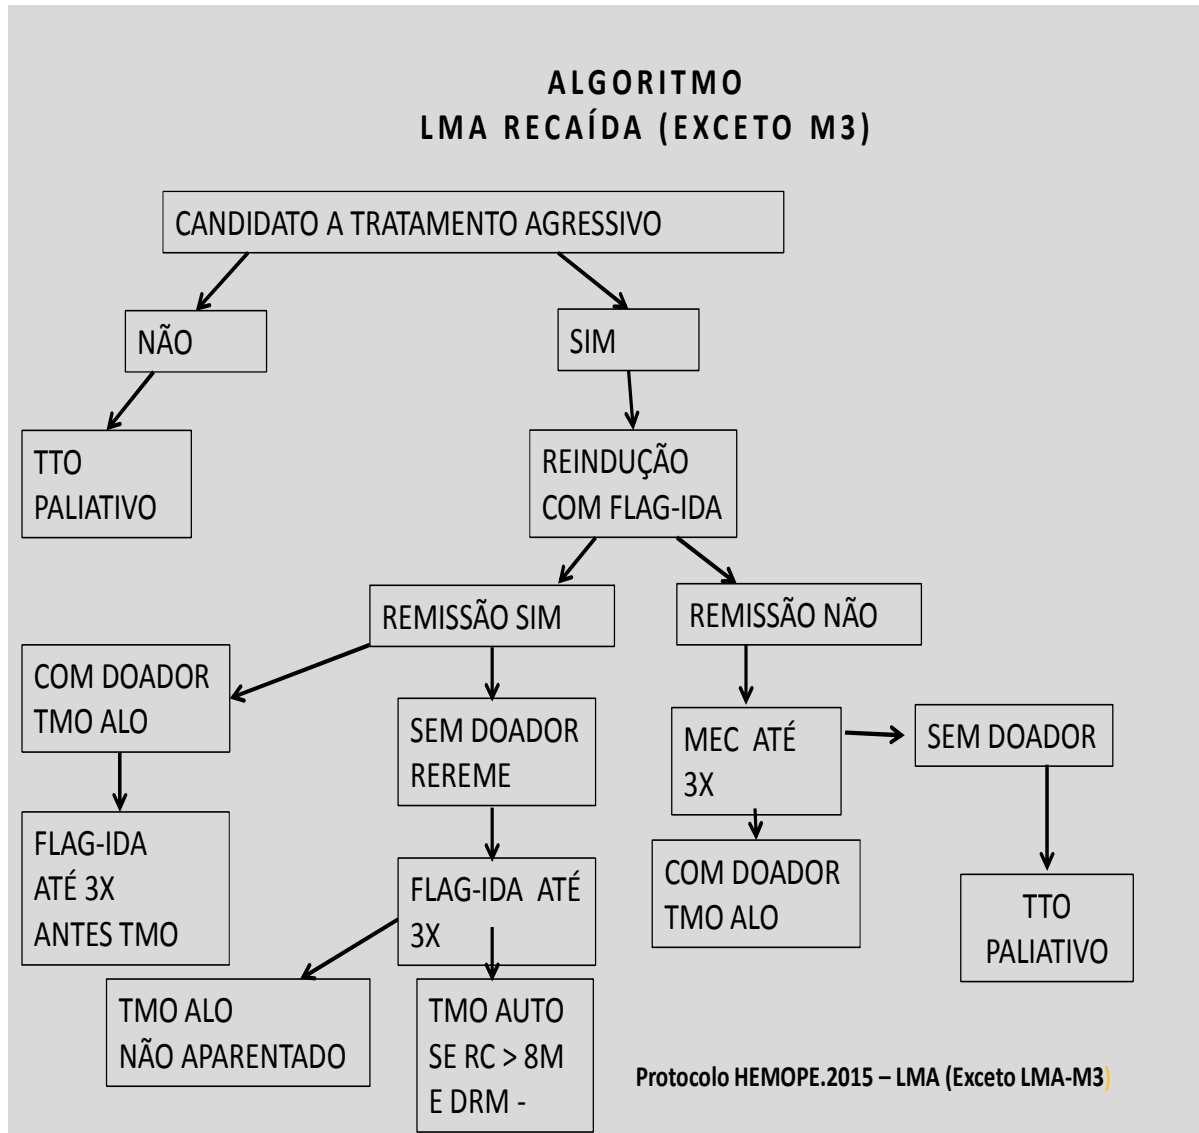 ALGORITMO
LMA RECAÍDA (EXCETO M3)
CANDIDATO A TRATAMENTO AGRESSIVO
NÃO
SIM
TTO
PALIATIVO
REINDUÇÃO
COM FLAG-IDA
REMISSÃO SIM
REMISSÃO NÃO
COM DOADOR
TMO ALO
SEM DOADOR
REREME
MEC ATÉ
3X
SEM DOADOR
FLAG-IDA
ATÉ 3X
ANTES TMO
FLAG-IDA ATÉ
3X
COM DOADOR
TMO ALO
TTO
PALIATIVO
TMO ALO
NÃO APARENTADO
TMO AUTO
SE RC > 8M
E DRM -
Protocolo HEMOPE.2015 – LMA (Exceto LMA-M3)